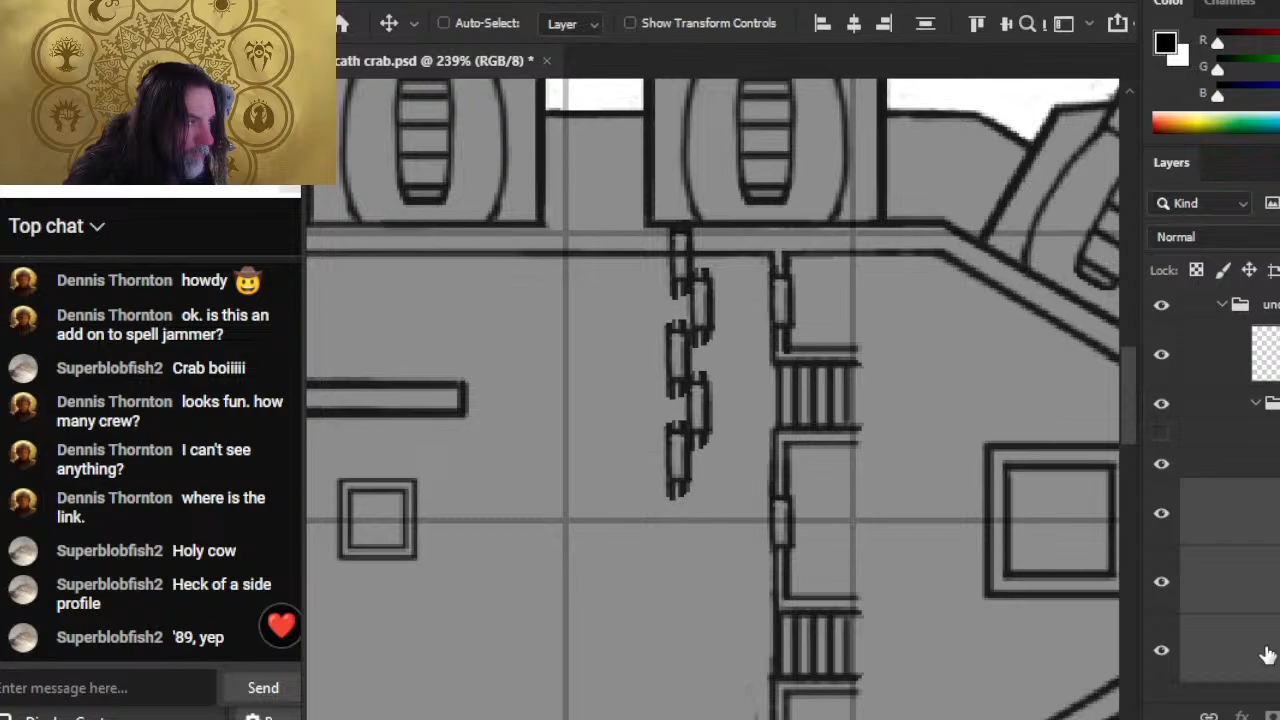 Auto-Select:
Layer
Show Transform Controls
cath crab.psd @ 239% (RGB/8) *
Color
Channels
R
G
B
Top chat
Dennis Thornton howdy
Dennis Thornton ok. is this an
add on to spell jammer?
Superblobfish2 Crab boiiiii
Dennis Thornton looks fun. how
many crew?
Dennis Thornton I can't see
anything?
Dennis Thornton where is the
link.
Superblobfish2 Holy cow
Superblobfish2 Heck of a side
profile
Superblobfish2 '89, yep
Enter message here...
Send
Layers
Kind
Normal
Lock:
und
fx